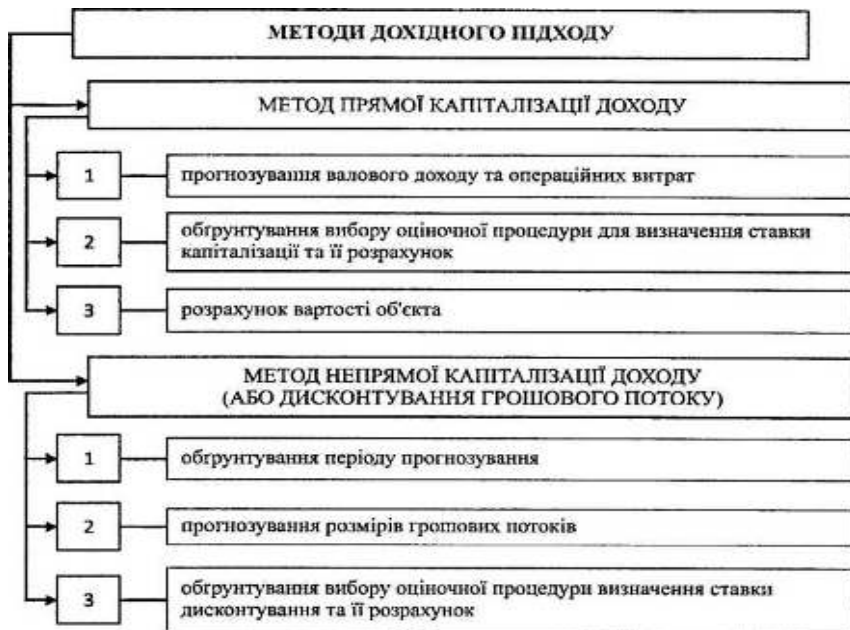 МЕТОДИ ДОХІДНОГО ПІДХОДУ
МЕТОД ПРЯМОЇ КАПІТАЛІЗАЦІЇ ДОХОДУ
1 прогнозування валового доходу та операційних витрат
2 обґрунтування вибору оціночної процедури для визначення ставки
капіталізації та її розрахунок
3 розрахунок вартості об'єкта
МЕТОД НЕПРЯМОЇ КАПІТАЛІЗАЦІЇ ДОХОДУ
(АБО ДИСКОНТУВАННЯ ГРОШОВОГО ПОТОКУ)
1 обґрунтування періоду прогнозування
2 прогнозування розмірів грошових потоків
3 обґрунтування вибору оціночної процедури визначення ставки
дисконтування та її розрахунок